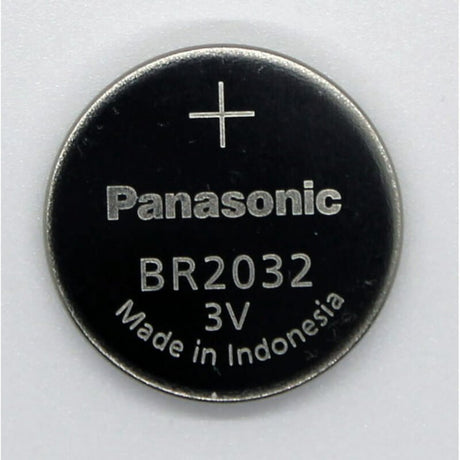 +
Panasonic
BR2032
3V
Made in Indonesia